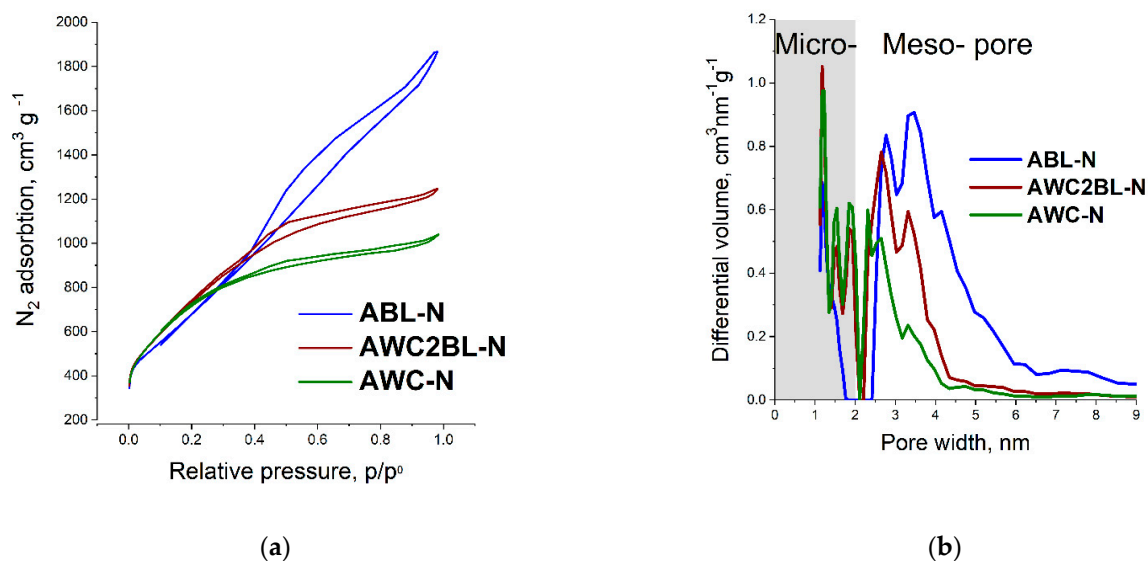 2000
1800
1600
1400
1200
1000
800
600
400
200
N₂ adsorbtion, cm³ g⁻¹
ABL-N
AWC2BL-N
AWC-N
0.0 0.2 0.4 0.6 0.8 1.0
Relative pressure, p/p⁰
(a)
1.2
1.0
0.8
0.6
0.4
0.2
0.0
Differential volume, cm³nm⁻¹g⁻¹
Micro- Meso- pore
ABL-N
AWC2BL-N
AWC-N
0 1 2 3 4 5 6 7 8 9
Pore width, nm
(b)